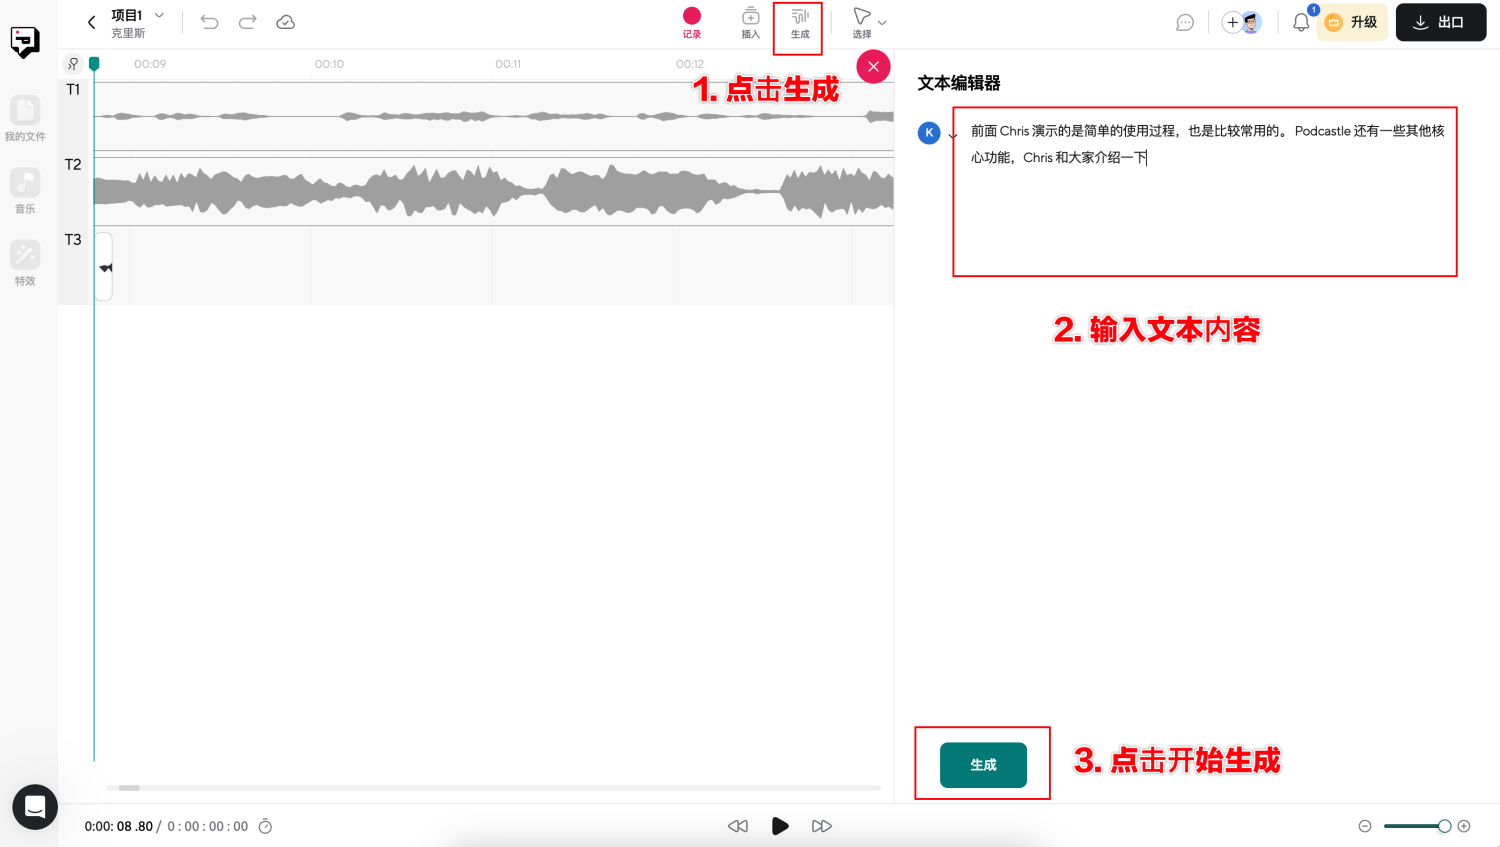 项目1
克里斯
记录
插入
生成
选择
1
升级
出口
00:09
00:10
00:11
00:12
1. 点击生成
T1
T2
T3
我的文件
音乐
特效
文本编辑器
K
前面 Chris 演示的是简单的使用过程，也是比较常用的。 Podcastle 还有一些其他核
心功能，Chris 和大家介绍一下
2. 输入文本内容
生成
3. 点击开始生成
0:00: 08 .80 / 0 : 00 : 00 : 00